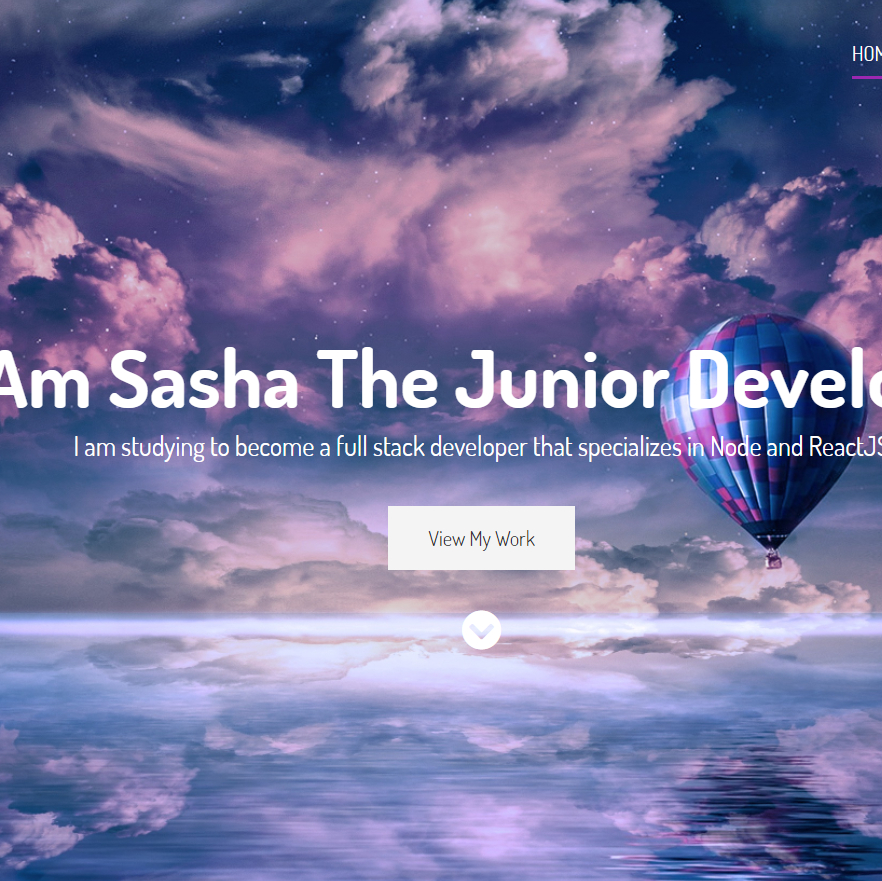 HOM
Am Sasha The Junior Develo
I am studying to become a full stack developer that specializes in Node and ReactJS
View My Work